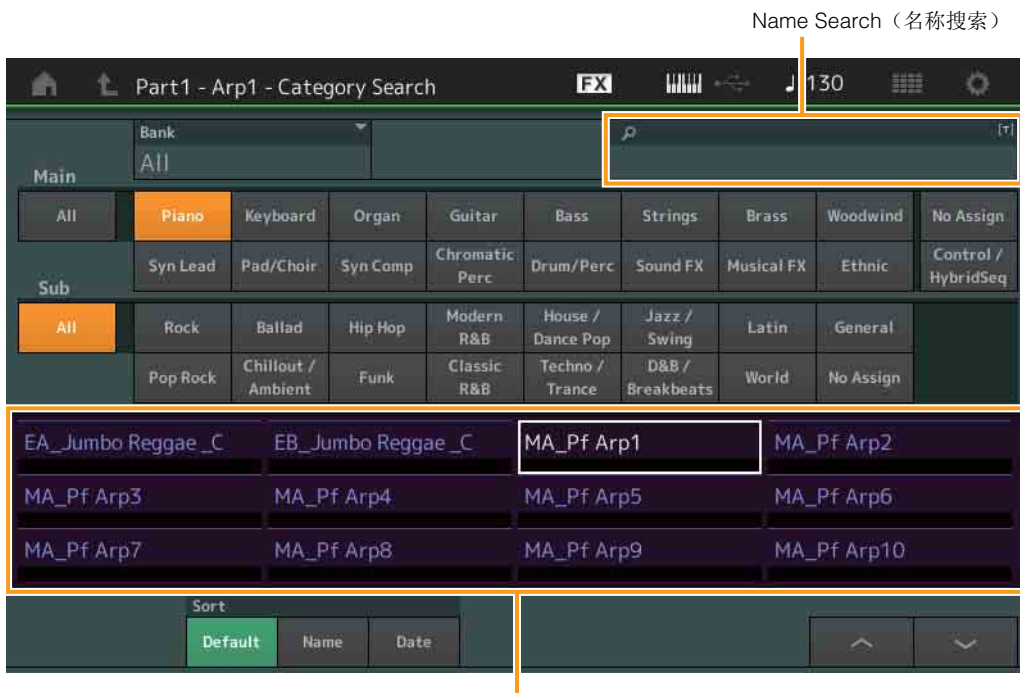 Name Search（名称搜索）
Part1 - Arp1 - Category Search FX ♩ 130
Bank
All
[T]
Main
All Piano Keyboard Organ Guitar Bass Strings Brass Woodwind No Assign
Syn Lead Pad/Choir Syn Comp Chromatic Perc Drum/Perc Sound FX Musical FX Ethnic Control / HybridSeq
Sub
All Rock Ballad Hip Hop Modern R&B House / Dance Pop Jazz / Swing Latin General
Pop Rock Chillout / Ambient Funk Classic R&B Techno / Trance D&B / Breakbeats World No Assign
EA_Jumbo Reggae _C EB_Jumbo Reggae _C MA_Pf Arp1 MA_Pf Arp2
MA_Pf Arp3 MA_Pf Arp4 MA_Pf Arp5 MA_Pf Arp6
MA_Pf Arp7 MA_Pf Arp8 MA_Pf Arp9 MA_Pf Arp10
Sort
Default Name Date